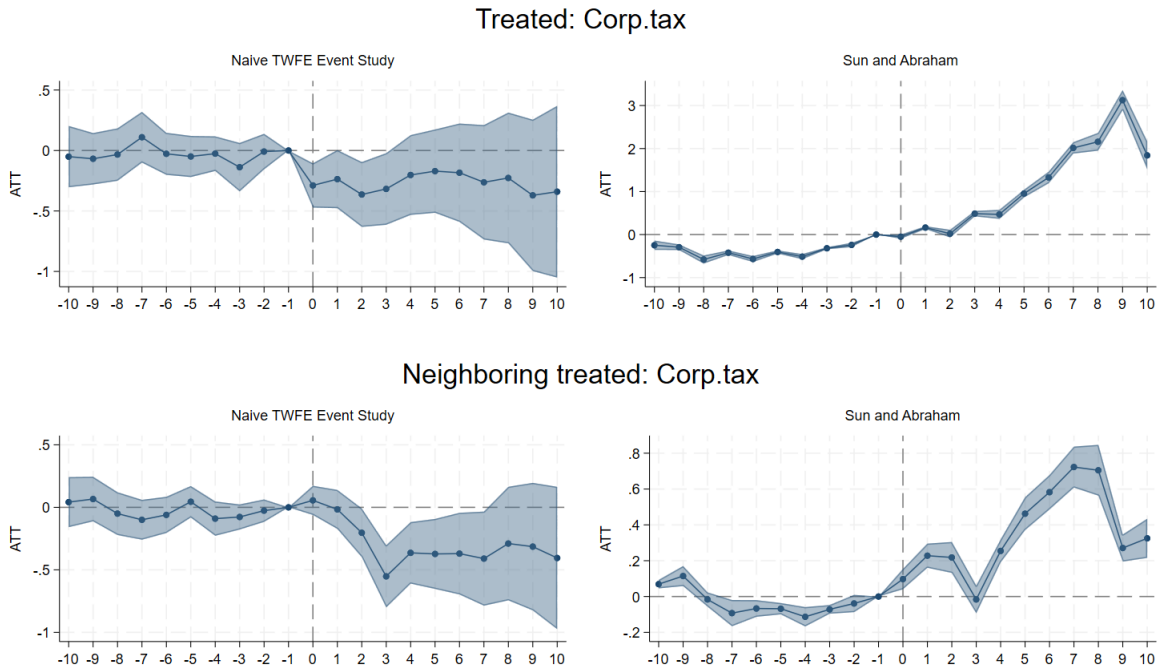 Treated: Corp.tax
Naive TWFE Event Study
ATT
.5
0
-.5
-1
-10 -9 -8 -7 -6 -5 -4 -3 -2 -1 0 1 2 3 4 5 6 7 8 9 10
Sun and Abraham
ATT
3
2
1
0
-1
-10 -9 -8 -7 -6 -5 -4 -3 -2 -1 0 1 2 3 4 5 6 7 8 9 10
Neighboring treated: Corp.tax
Naive TWFE Event Study
ATT
.5
0
-.5
-1
-10 -9 -8 -7 -6 -5 -4 -3 -2 -1 0 1 2 3 4 5 6 7 8 9 10
Sun and Abraham
ATT
.8
.6
.4
.2
0
-.2
-10 -9 -8 -7 -6 -5 -4 -3 -2 -1 0 1 2 3 4 5 6 7 8 9 10